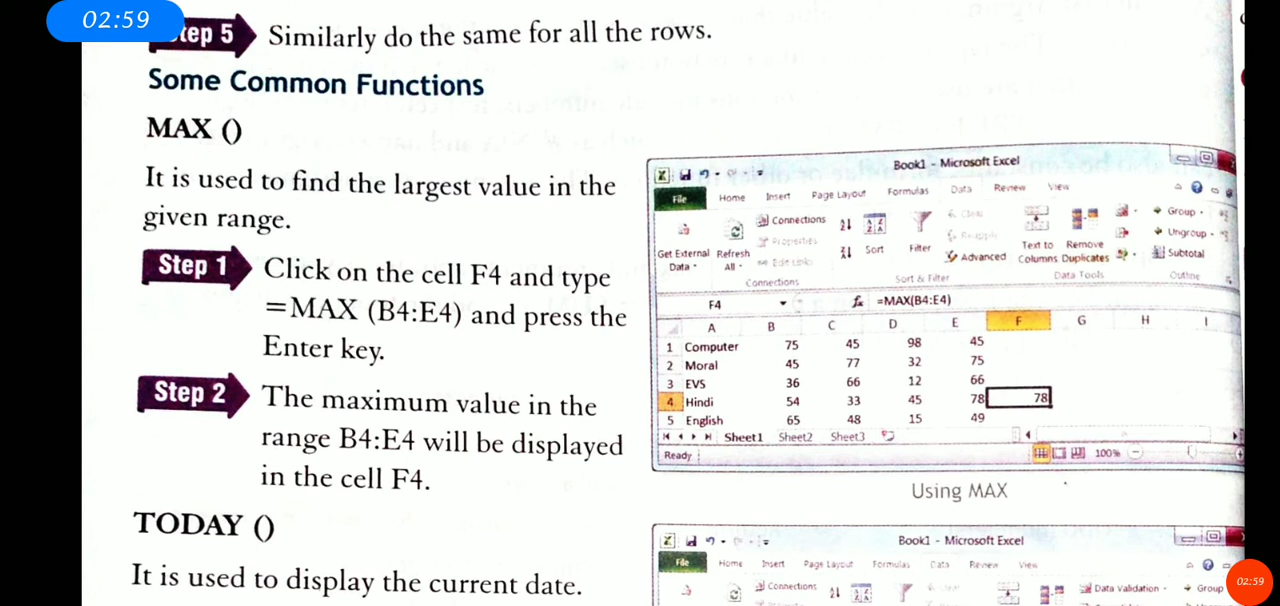 02:59
Step 5 Similarly do the same for all the rows.
Some Common Functions
MAX ()
It is used to find the largest value in the
given range.
Step 1 Click on the cell F4 and type
=MAX (B4:E4) and press the
Enter key.
Step 2 The maximum value in the
range B4:E4 will be displayed
in the cell F4.
TODAY ()
It is used to display the current date.
Book1 - Microsoft Excel
File Home Insert Page Layout Formulas Data Review View
Get External Data Refresh All Connections Properties Edit Links
Connections
Sort Filter Clear Reapply Advanced
Sort & Filter
Text to Columns Remove Duplicates
Data Tools
Group
Ungroup
Subtotal
Outline
F4 fx =MAX(B4:E4)
A B C D E F G H I
1 Computer 75 45 98 45
2 Moral 45 77 32 75
3 EVS 36 66 12 66
4 Hindi 54 33 45 78 78
5 English 65 48 15 49
Sheet1 Sheet2 Sheet3
Ready 100%
Using MAX
Book1 - Microsoft Excel
File Home Insert Page Layout Formulas Data Review View
Connections Data Validation Group
02:59